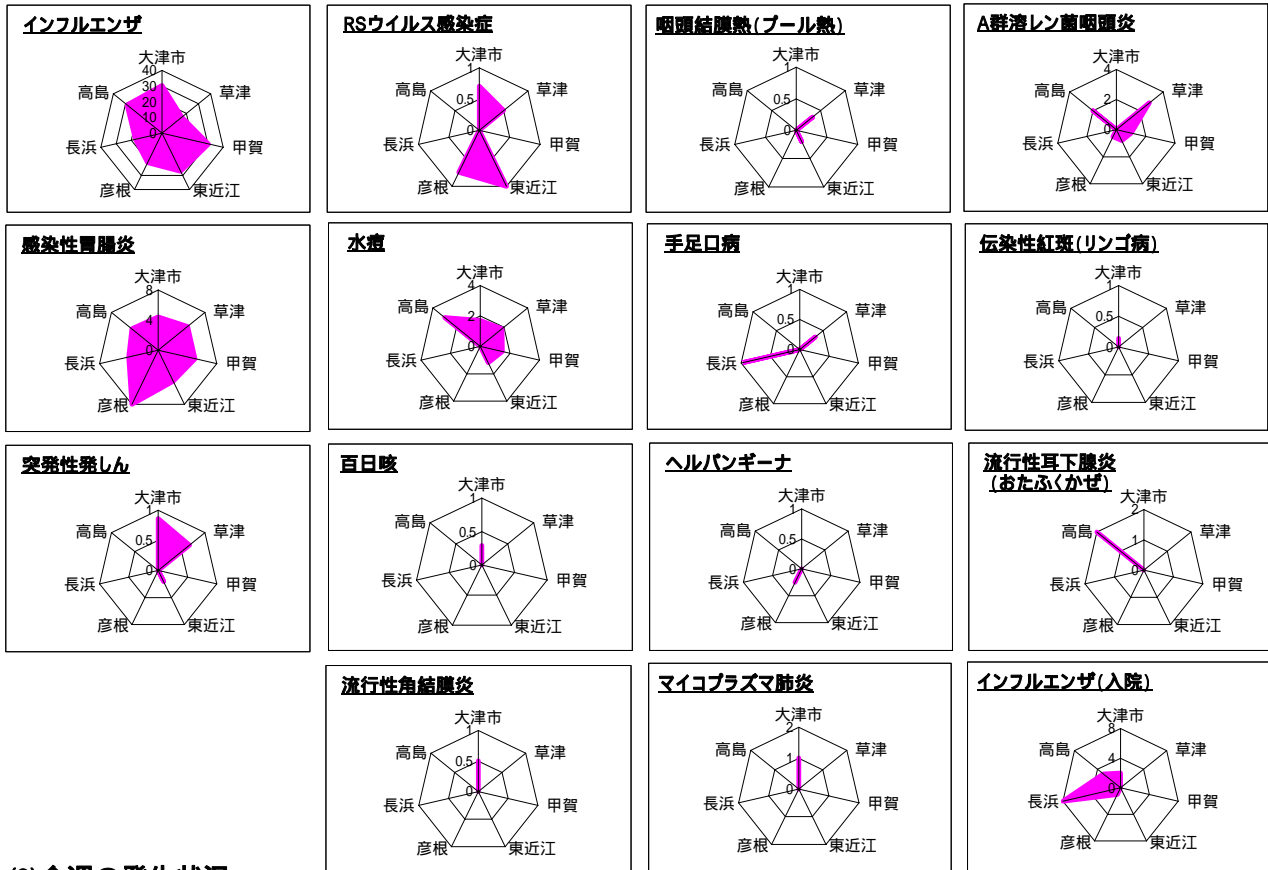 インフルエンザ
大津市
40
30
20
10
0
高島
草津
長浜
甲賀
彦根
東近江
RSウイルス感染症
大津市
1
0.5
0
高島
草津
長浜
甲賀
彦根
東近江
咽頭結膜熱(プール熱)
大津市
1
0.5
0
高島
草津
長浜
甲賀
彦根
東近江
A群溶レン菌咽頭炎
大津市
4
2
0
高島
草津
長浜
甲賀
彦根
東近江
感染性胃腸炎
大津市
8
4
0
高島
草津
長浜
甲賀
彦根
東近江
水痘
大津市
4
2
0
高島
草津
長浜
甲賀
彦根
東近江
手足口病
大津市
1
0.5
0
高島
草津
長浜
甲賀
彦根
東近江
伝染性紅斑(リンゴ病)
大津市
1
0.5
0
高島
草津
長浜
甲賀
彦根
東近江
突発性発しん
大津市
1
0.5
0
高島
草津
長浜
甲賀
彦根
東近江
百日咳
大津市
1
0.5
0
高島
草津
長浜
甲賀
彦根
東近江
ヘルパンギーナ
大津市
1
0.5
0
高島
草津
長浜
甲賀
彦根
東近江
流行性耳下腺炎
(おたふくかぜ)
大津市
2
1
0
高島
草津
長浜
甲賀
彦根
東近江
流行性角結膜炎
大津市
1
0.5
0
高島
草津
長浜
甲賀
彦根
東近江
マイコプラズマ肺炎
大津市
2
1
0
高島
草津
長浜
甲賀
彦根
東近江
インフルエンザ(入院)
大津市
8
4
0
高島
草津
長浜
甲賀
彦根
東近江